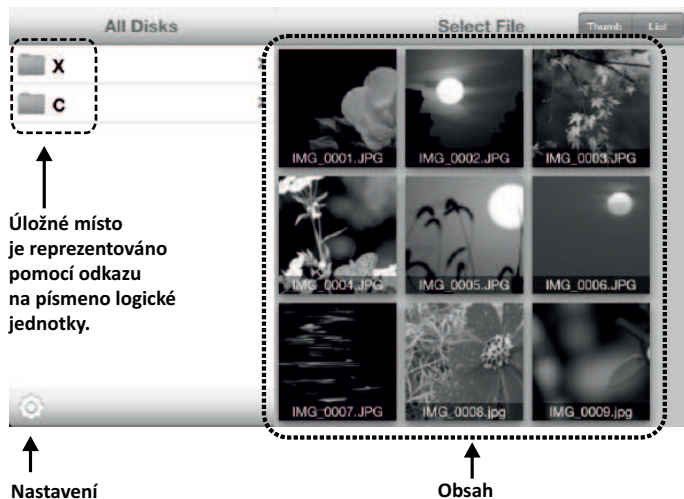 All Disks
Select File
Thumb List
X
C
IMG_0001.JPG
IMG_0002.JPG
IMG_0003.JPG
Úložné místo
je reprezentováno
pomocí odkazu
na písmeno logické
jednotky.
IMG_0004.JPG
IMG_0005.JPG
IMG_0006.JPG
IMG_0007.JPG
IMG_0008.jpg
IMG_0009.jpg
Nastavení
Obsah